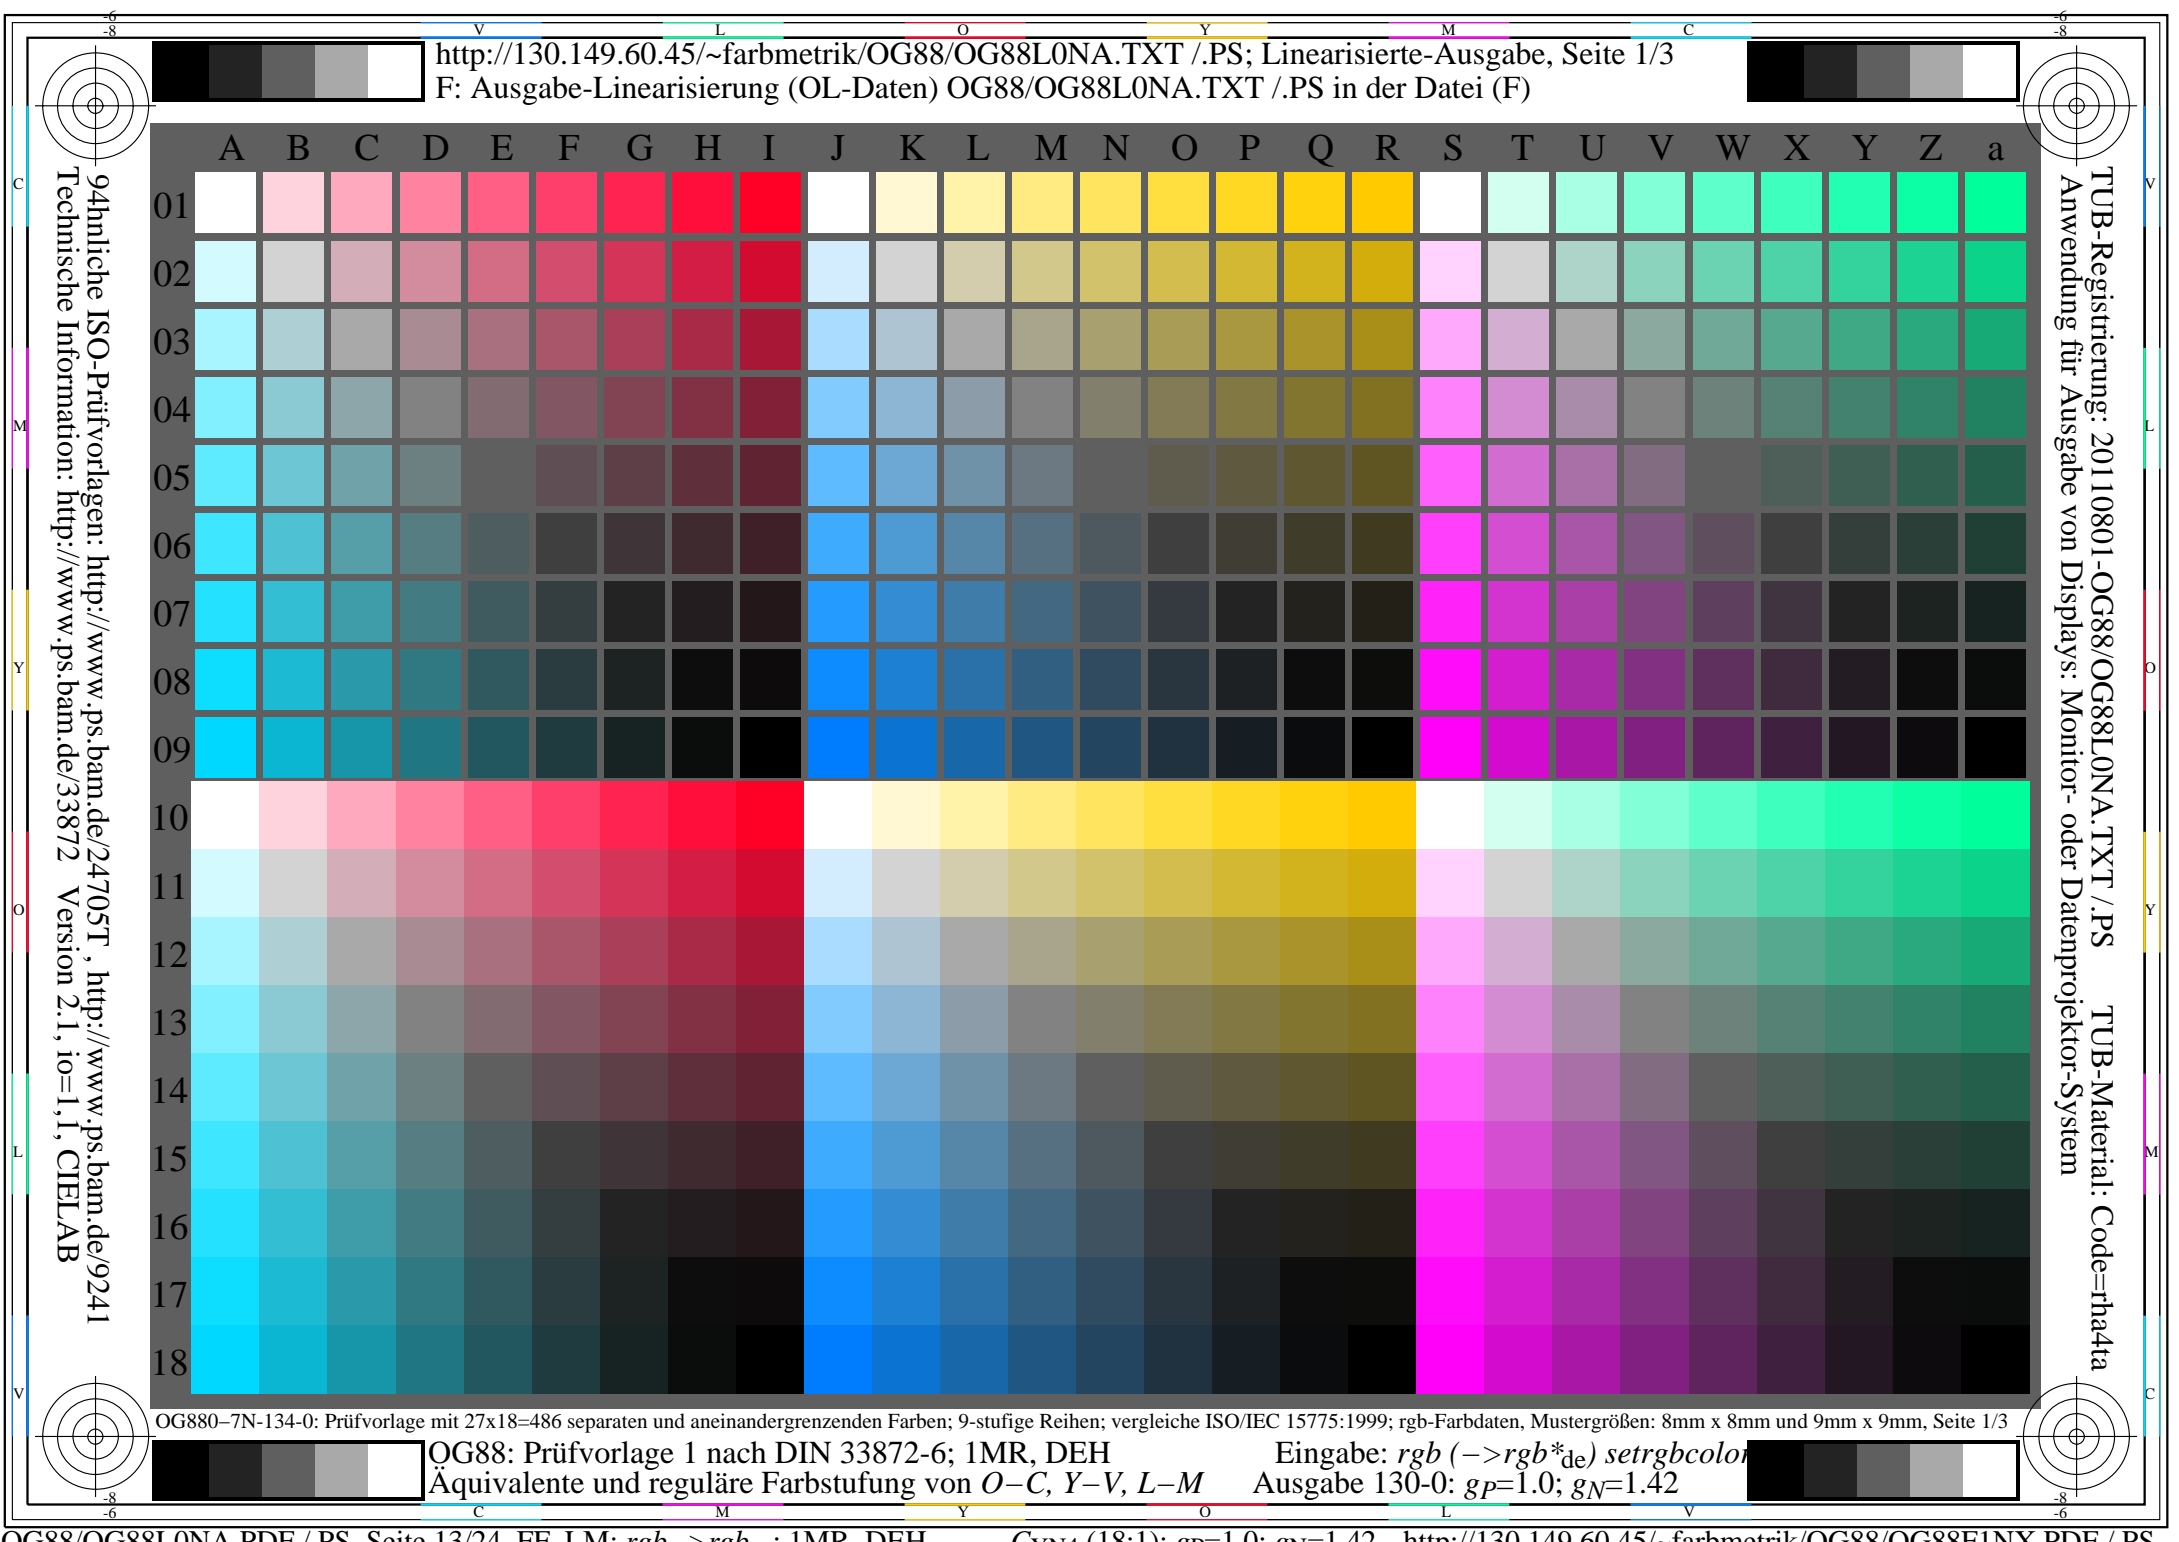 -6
-8
V
L
O
Y
M
C
-6
-8
http://130.149.60.45/~farbmetrik/OG88/OG88L0NA.TXT /.PS; Linearisierte-Ausgabe, Seite 1/3
F: Ausgabe-Linearisierung (OL-Daten) OG88/OG88L0NA.TXT /.PS in der Datei (F)
A B C D E F G H I J K L M N O P Q R S T U V W X Y Z a
01
02
03
04
05
06
07
08
09
10
11
12
13
14
15
16
17
18
C
M
Y
O
L
V
94hnliche ISO-Prüfvorlagen: http://www.ps.bam.de/24705T , http://www.ps.bam.de/9241
Technische Information: http://www.ps.bam.de/33872 Version 2.1, io=1,1, CIELAB
TUB-Registrierung: 20110801-OG88/OG88L0NA.TXT /.PS TUB-Material: Code=rha4ta
Anwendung für Ausgabe von Displays: Monitor- oder Datenprojektor-System
V
L
O
Y
M
C
OG880−7N-134-0: Prüfvorlage mit 27x18=486 separaten und aneinandergrenzenden Farben; 9-stufige Reihen; vergleiche ISO/IEC 15775:1999; rgb-Farbdaten, Mustergrößen: 8mm x 8mm und 9mm x 9mm, Seite 1/3
OG88: Prüfvorlage 1 nach DIN 33872-6; 1MR, DEH Eingabe: rgb (−>rgb*de) setrgbcolor
Äquivalente und reguläre Farbstufung von O−C, Y−V, L−M Ausgabe 130-0: gP=1.0; gN=1.42
-8
-6
C
M
Y
O
L
V
-8
-6